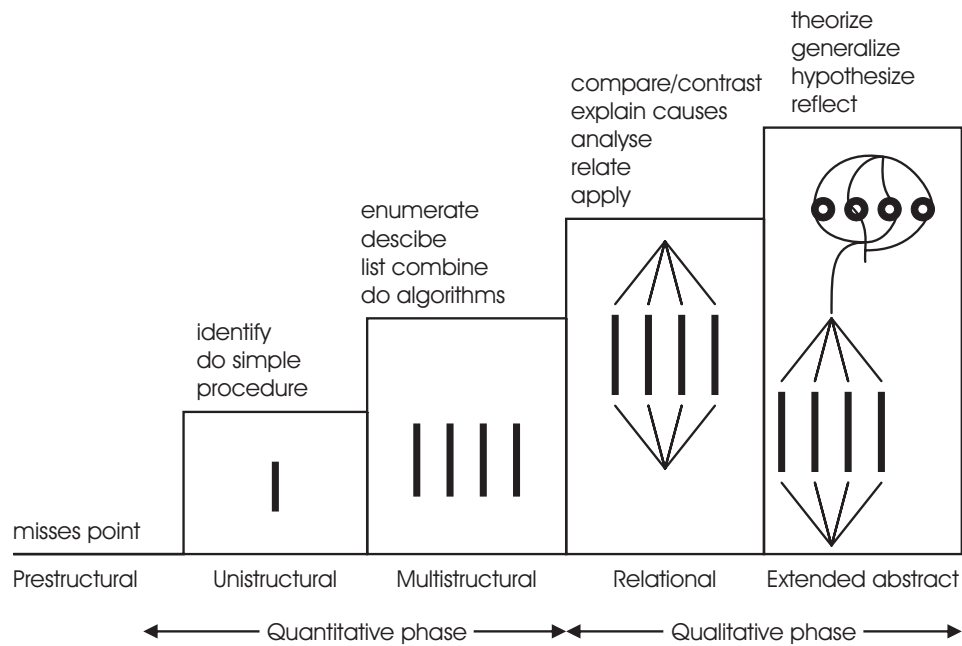 theorize
generalize
hypothesize
reflect
compare/contrast
explain causes
analyse
relate
apply
enumerate
descibe
list combine
do algorithms
identify
do simple
procedure
misses point
Prestructural
Unistructural
Multistructural
Relational
Extended abstract
Quantitative phase
Qualitative phase